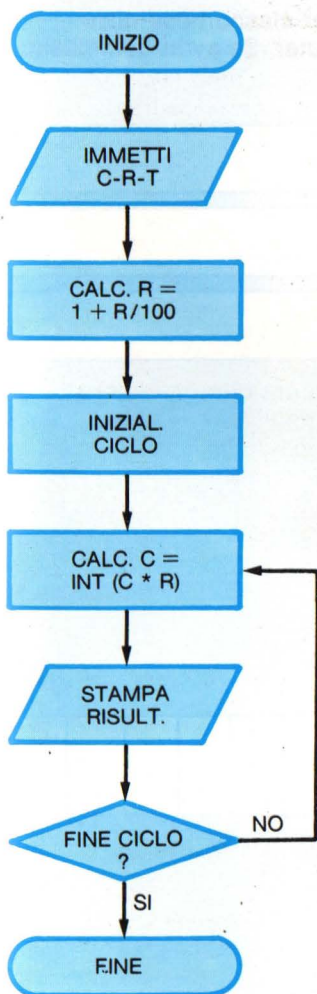 INIZIO
IMMETTI
C-R-T
CALC. R =
1 + R/100
INIZIAL.
CICLO
CALC. C =
INT (C * R)
STAMPA
RISULT.
FINE CICLO
?
NO
SI
FINE